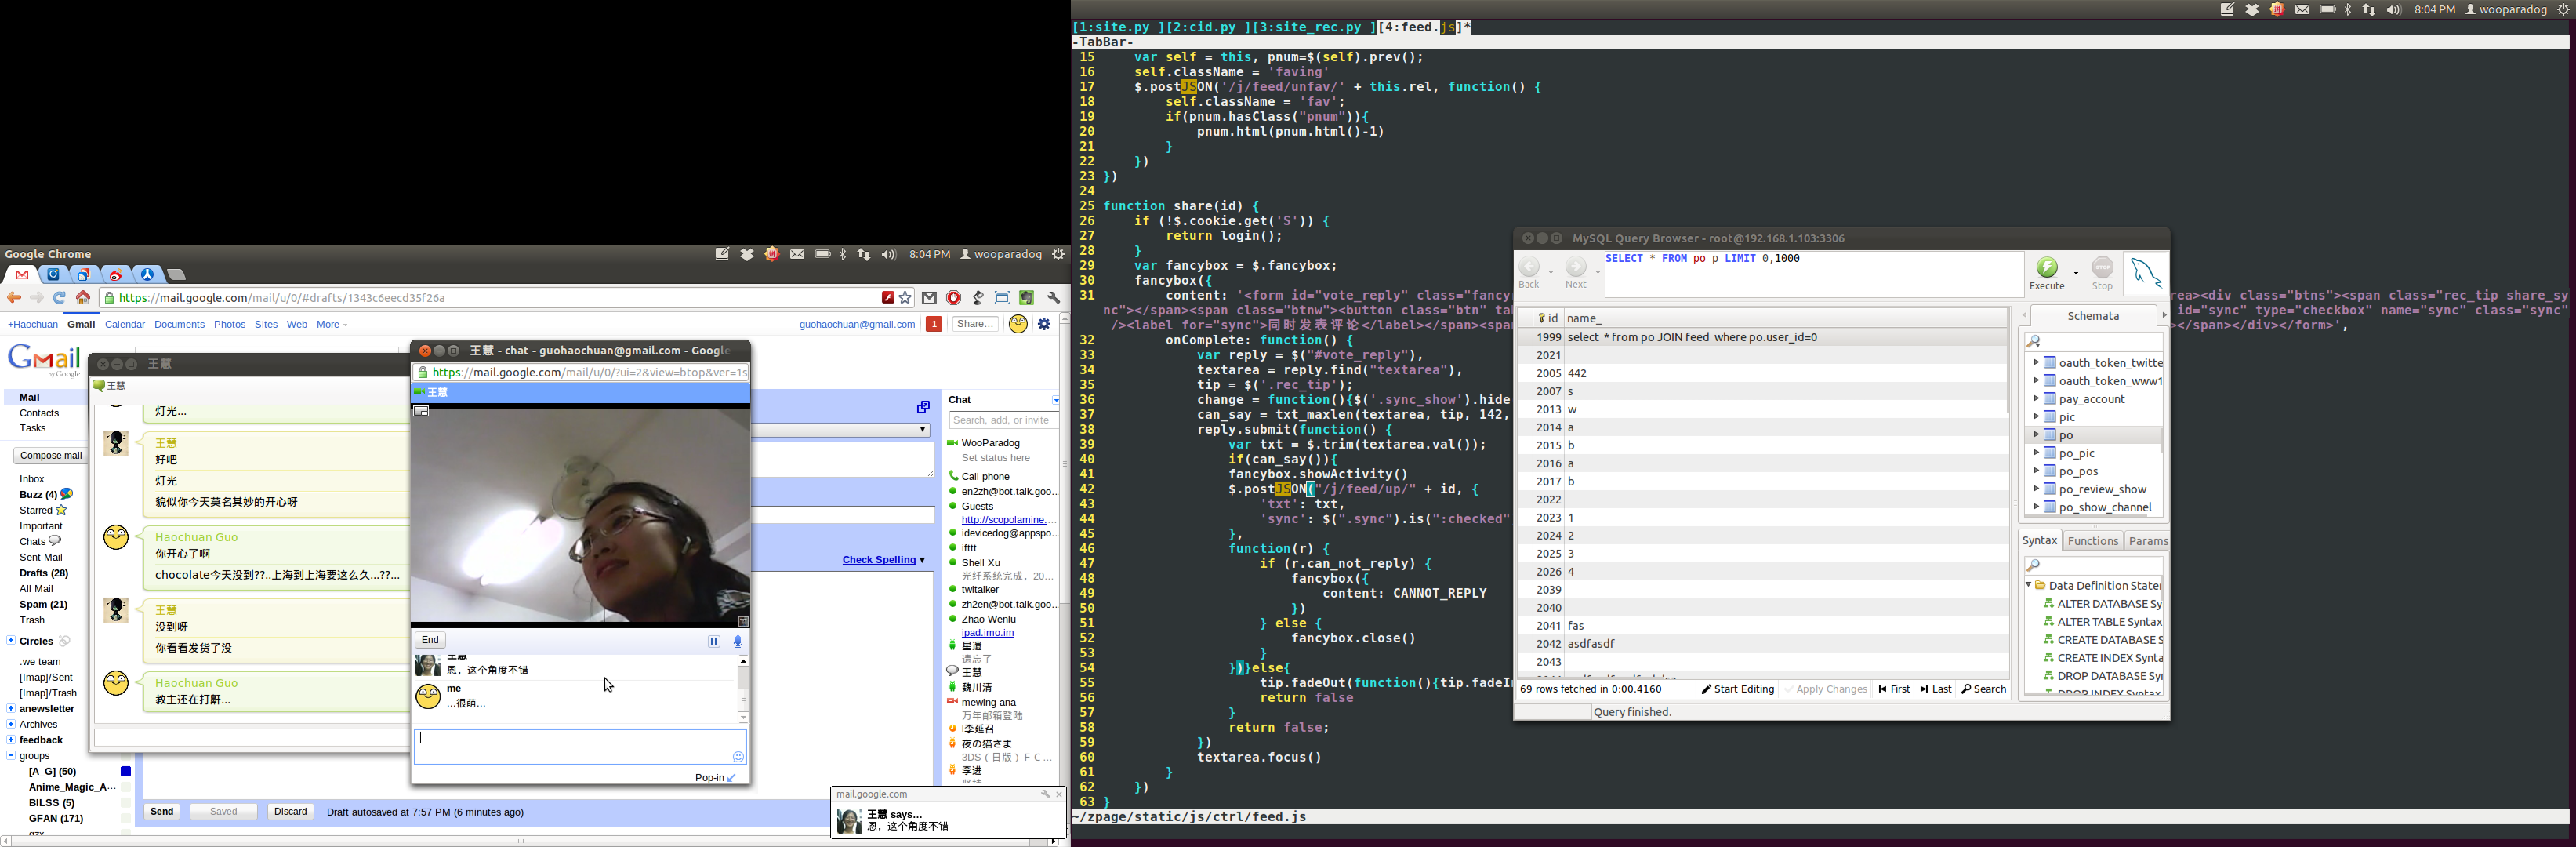 Google Chrome
8:04 PM wooparadog
https://mail.google.com/mail/u/0/#drafts/1343c6eecd35f26a
+Haochuan Gmail Calendar Documents Photos Sites Web More
guohaochuan@gmail.com 1 Share...
Gmail
by Google
Mail
Contacts
Tasks
Compose mail
Inbox
Buzz (4)
Starred
Important
Chats
Sent Mail
Drafts (28)
All Mail
Spam (21)
Trash
Circles
.we team
[Imap]/Sent
[Imap]/Trash
anewsletter
Archives
feedback
groups
[A_G] (50)
Anime_Magic_A...
BILSS (5)
GFAN (171)
王慧
王慧
灯光...
王慧
好吧
灯光
貌似你今天莫名其妙的开心呀
Haochuan Guo
你开心了啊
chocolate今天没到??..上海到上海要这么久...??...
王慧
没到呀
你看看发货了没
Haochuan Guo
教主还在打鼾...
王慧 - chat - guohaochuan@gmail.com - Google
https://mail.google.com/mail/u/0/?ui=2&view=btop&ver=1s
王慧
End
王慧
恩，这个角度不错
me
...很萌...
Pop-in
Check Spelling
Send Saved Discard Draft autosaved at 7:57 PM (6 minutes ago)
Chat
Search, add, or invite
WooParadog
Set status here
Call phone
en2zh@bot.talk.goo...
Guests
http://scopolamine....
idevicedog@appspo...
ifttt
Shell Xu
光纤系统完成，20...
twitalker
zh2en@bot.talk.goo...
Zhao Wenlu
ipad.imo.im
星遗
遗忘了
王慧
魏川清
mewing ana
万年邮箱登陆
l李延召
夜の猫さま
3DS（日版）ＦＣ...
李进
mail.google.com
王慧 says...
恩，这个角度不错
8:04 PM wooparadog
[1:site.py ][2:cid.py ][3:site_rec.py ][4:feed.js]*
-TabBar-
15     var self = this, pnum=$(self).prev();
16     self.className = 'faving'
17     $.postJSON('/j/feed/unfav/' + this.rel, function() {
18         self.className = 'fav';
19         if(pnum.hasClass("pnum")){
20             pnum.html(pnum.html()-1)
21         }
22     })
23 })
24
25 function share(id) {
26     if (!$.cookie.get('S')) {
27         return login();
28     }
29     var fancybox = $.fancybox;
30     fancybox({
31         content: '<form id="vote_reply" class="fancy
rea><div class="btns"><span class="rec_tip share_sy
nc"></span><span class="btnw"><button class="btn" ta
id="sync" type="checkbox" name="sync" class="sync"
/><label for="sync">同时发表评论</label></span><span
></span></div></form>',
32         onComplete: function() {
33             var reply = $("#vote_reply"),
34             textarea = reply.find("textarea"),
35             tip = $('.rec_tip');
36             change = function(){$('.sync_show').hide
37             can_say = txt_maxlen(textarea, tip, 142,
38             reply.submit(function() {
39                 var txt = $.trim(textarea.val());
40                 if(can_say()){
41                 fancybox.showActivity()
42                 $.postJSON("/j/feed/up/" + id, {
43                     'txt': txt,
44                     'sync': $(".sync").is(":checked"
45                 },
46                 function(r) {
47                     if (r.can_not_reply) {
48                         fancybox({
49                             content: CANNOT_REPLY
50                         })
51                     } else {
52                         fancybox.close()
53                     }
54                 })}else{
55                     tip.fadeOut(function(){tip.fadeIn
56                     return false
57                 }
58                 return false;
59             })
60             textarea.focus()
61         }
62     })
63 }
~/zpage/static/js/ctrl/feed.js
MySQL Query Browser - root@192.168.1.103:3306
SELECT * FROM po p LIMIT 0,1000
Back Next Execute Stop
id name_
1999 select * from po JOIN feed where po.user_id=0
2021
2005 442
2007 s
2013 w
2014 a
2015 b
2016 a
2017 b
2022
2023 1
2024 2
2025 3
2026 4
2039
2040
2041 fas
2042 asdfasdf
2043
69 rows fetched in 0:00.4160 Start Editing Apply Changes First Last Search
Query finished.
Schemata
oauth_token_twitte
oauth_token_www1
pay_account
pic
po
po_pic
po_pos
po_review_show
po_show_channel
Syntax Functions Params
Data Definition Stater
ALTER DATABASE Sy
ALTER TABLE Syntax
CREATE DATABASE S
CREATE INDEX Synta
DROP DATABASE Syn
DROP INDEX Syntax